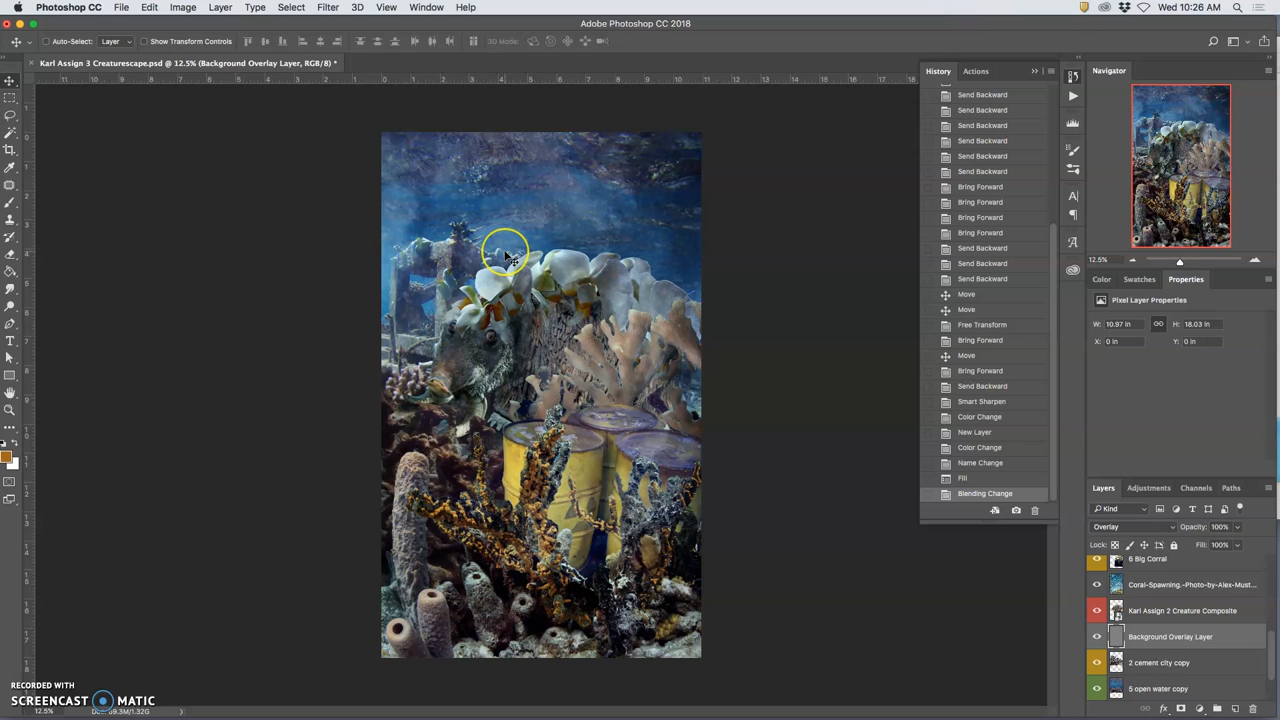 Photoshop CC File Edit Image Layer Type Select Filter 3D View Window Help Wed 10:26 AM
Adobe Photoshop CC 2018
Auto-Select: Layer Show Transform Controls 3D Mode:
Karl Assign 3 Creaturescape.psd @ 12.5% (Background Overlay Layer, RGB/8) *
History Actions
Navigator
Send Backward
Send Backward
Send Backward
Send Backward
Send Backward
Send Backward
Bring Forward
Bring Forward
Bring Forward
Bring Forward
Send Backward
Send Backward
Send Backward
Move
Move
Free Transform
Bring Forward
Move
Bring Forward
Send Backward
Smart Sharpen
Color Change
New Layer
Color Change
Name Change
Fill
Blending Change
12.5%
Color Swatches Properties
Pixel Layer Properties
W: 10.97 in H: 18.03 in
X: 0 in Y: 0 in
Layers Adjustments Channels Paths
Kind
Overlay Opacity: 100%
Lock: Fill: 100%
6 Big Corral
Coral-Spawning.-Photo-by-Alex-Must...
Karl Assign 2 Creature Composite
Background Overlay Layer
2 cement city copy
5 open water copy
RECORDED WITH
SCREENCAST MATIC
12.5%